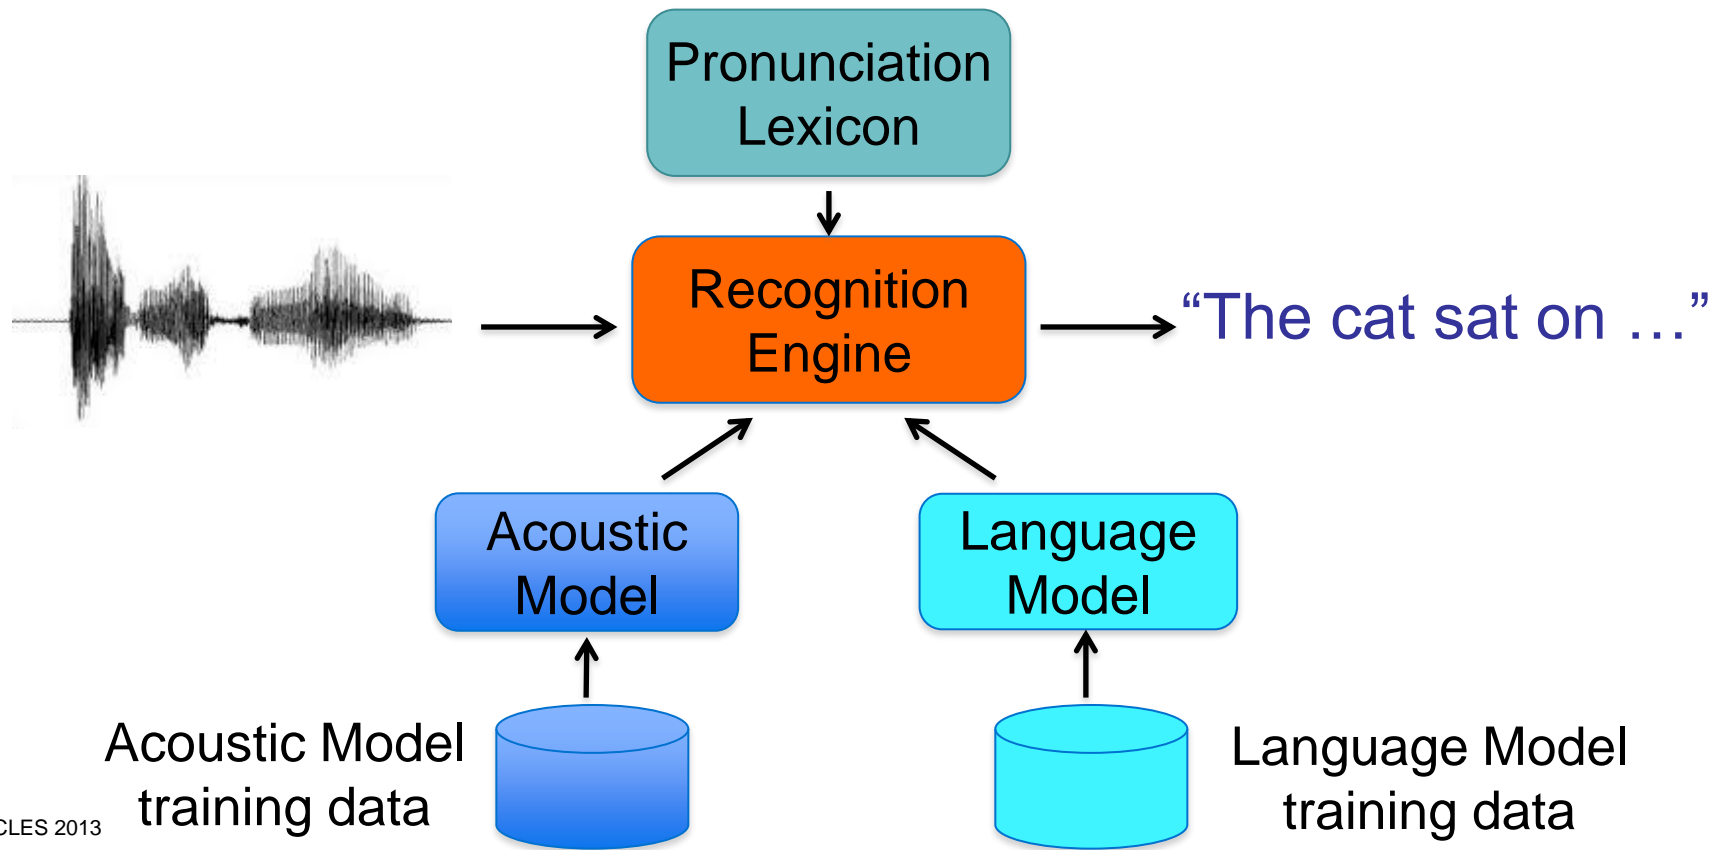 Pronunciation
Lexicon
Recognition
Engine
“The cat sat on …”
Acoustic
Model
Language
Model
Acoustic Model
training data
Language Model
training data
CLES 2013